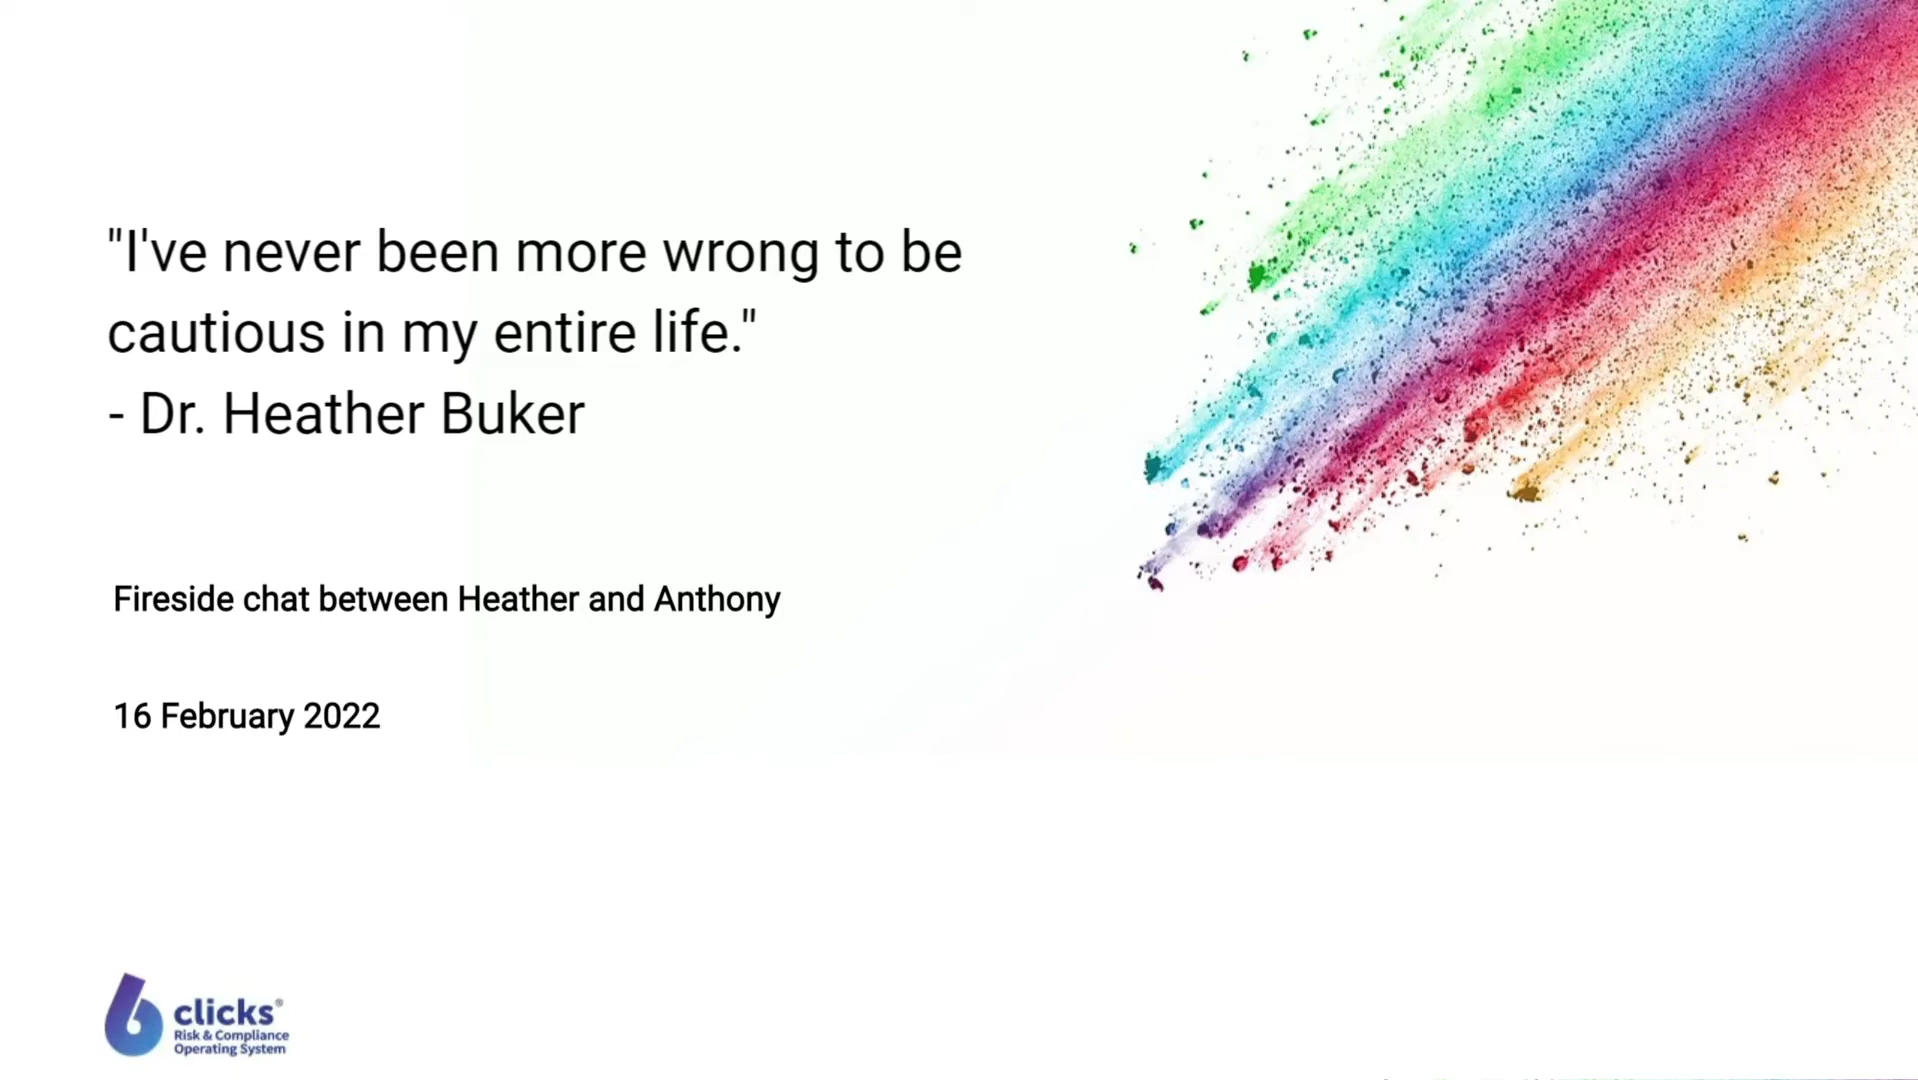 "I've never been more wrong to be
cautious in my entire life."
- Dr. Heather Buker
Fireside chat between Heather and Anthony
16 February 2022
6 clicks®
Risk & Compliance
Operating System